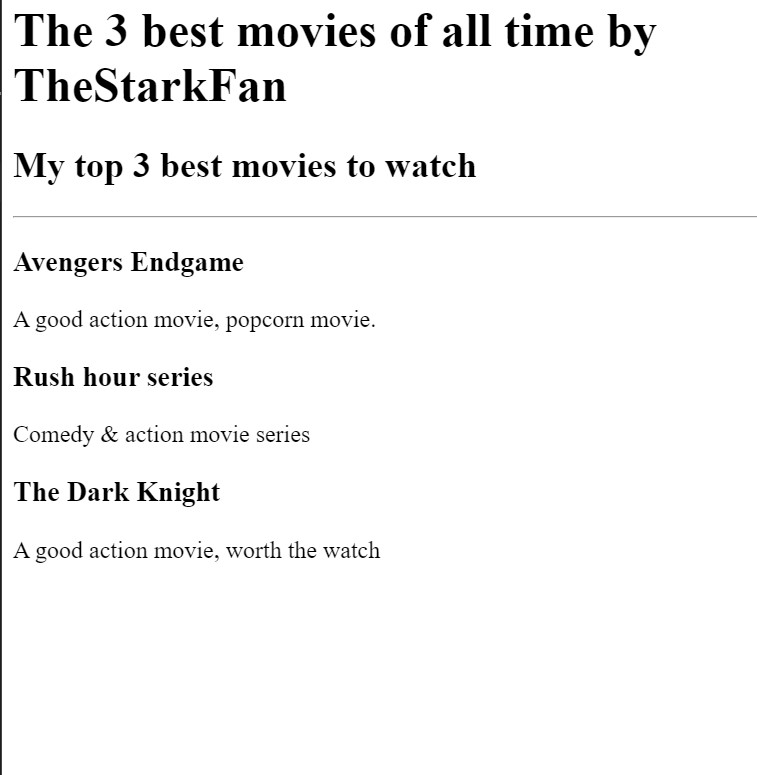 The 3 best movies of all time by
TheStarkFan
My top 3 best movies to watch
Avengers Endgame
A good action movie, popcorn movie.
Rush hour series
Comedy & action movie series
The Dark Knight
A good action movie, worth the watch